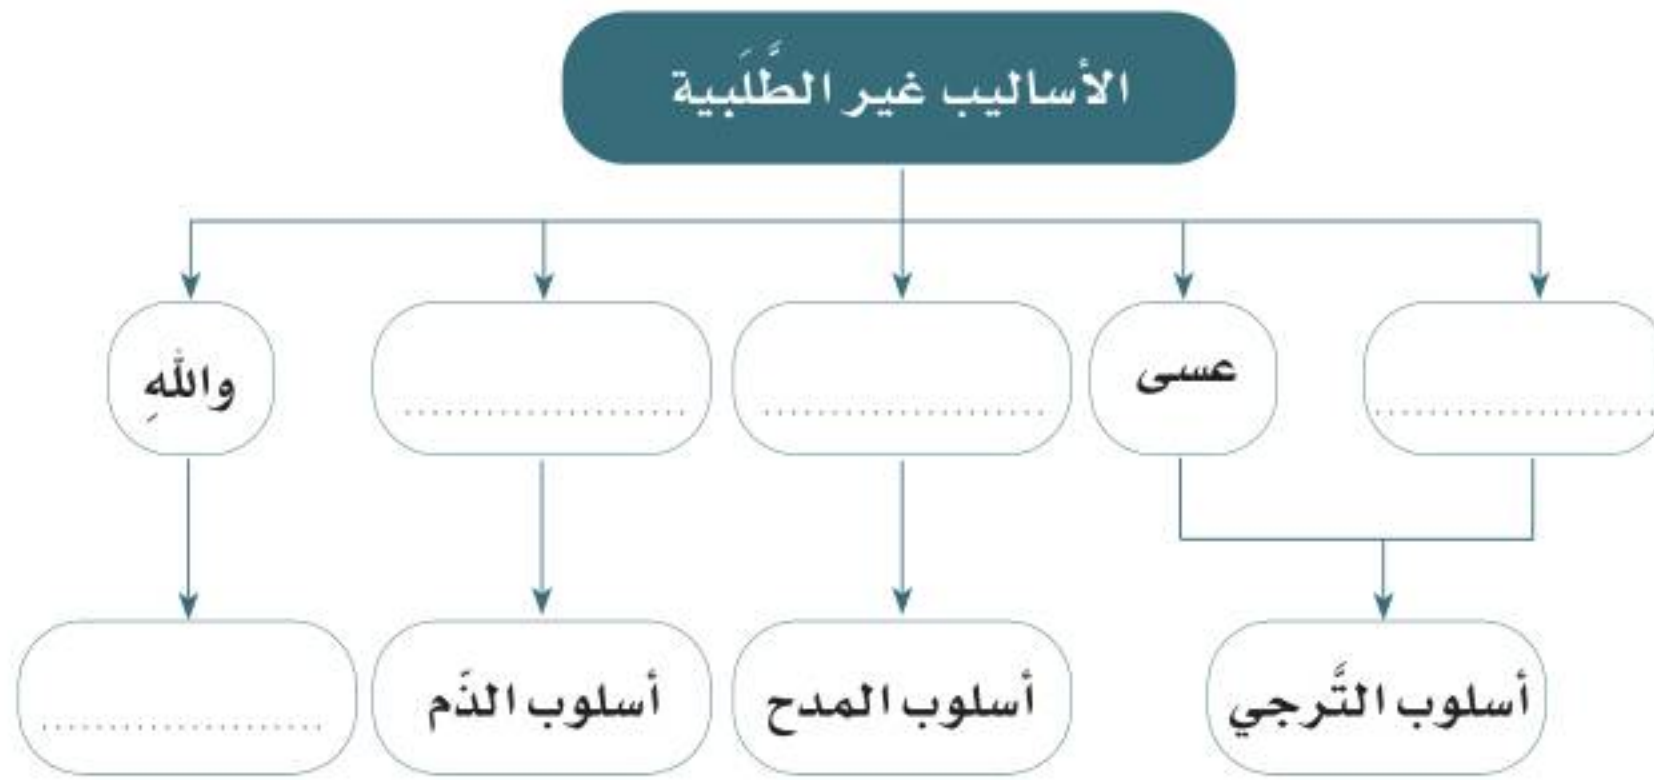 الأساليب غير الطَّلَبية
عسى
واللهِ
أسلوب التَّرجي
أسلوب المدح
أسلوب الذَم